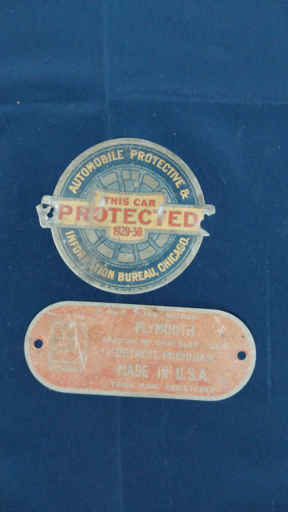 AUTOMOBILE PROTECTIVE &
THIS CAR
PROTECTED
1929-30
INFORMATION BUREAU, CHICAGO.
PLYMOUTH
DETROIT, MICHIGAN
MADE IN U.S.A.